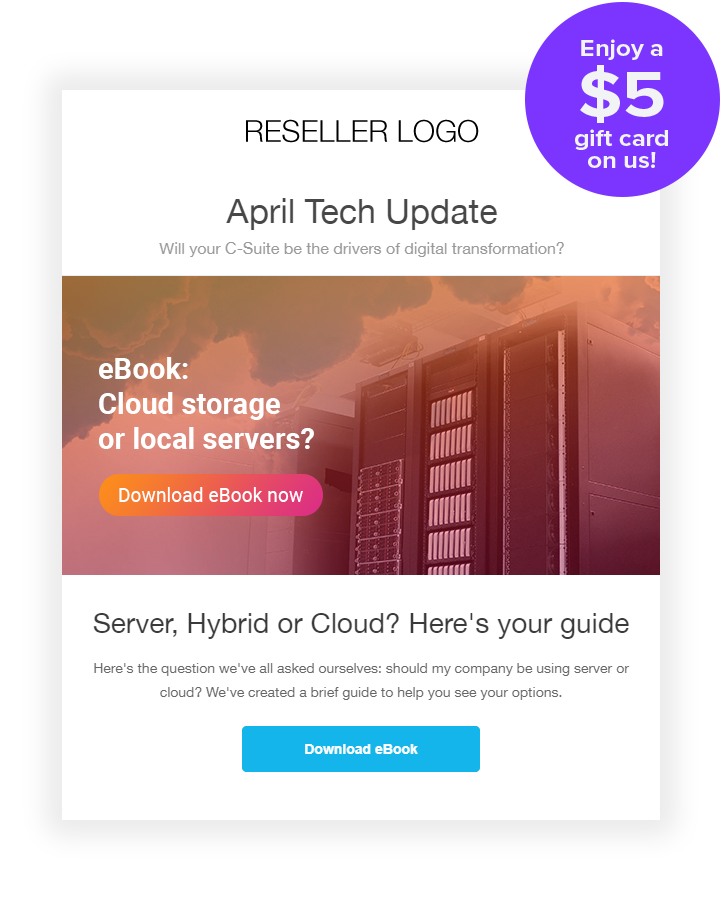 Enjoy a
$5
gift card
on us!
RESELLER LOGO
April Tech Update
Will your C-Suite be the drivers of digital transformation?
eBook:
Cloud storage
or local servers?
Download eBook now
Server, Hybrid or Cloud? Here's your guide
Here's the question we've all asked ourselves: should my company be using server or
cloud? We've created a brief guide to help you see your options.
Download eBook